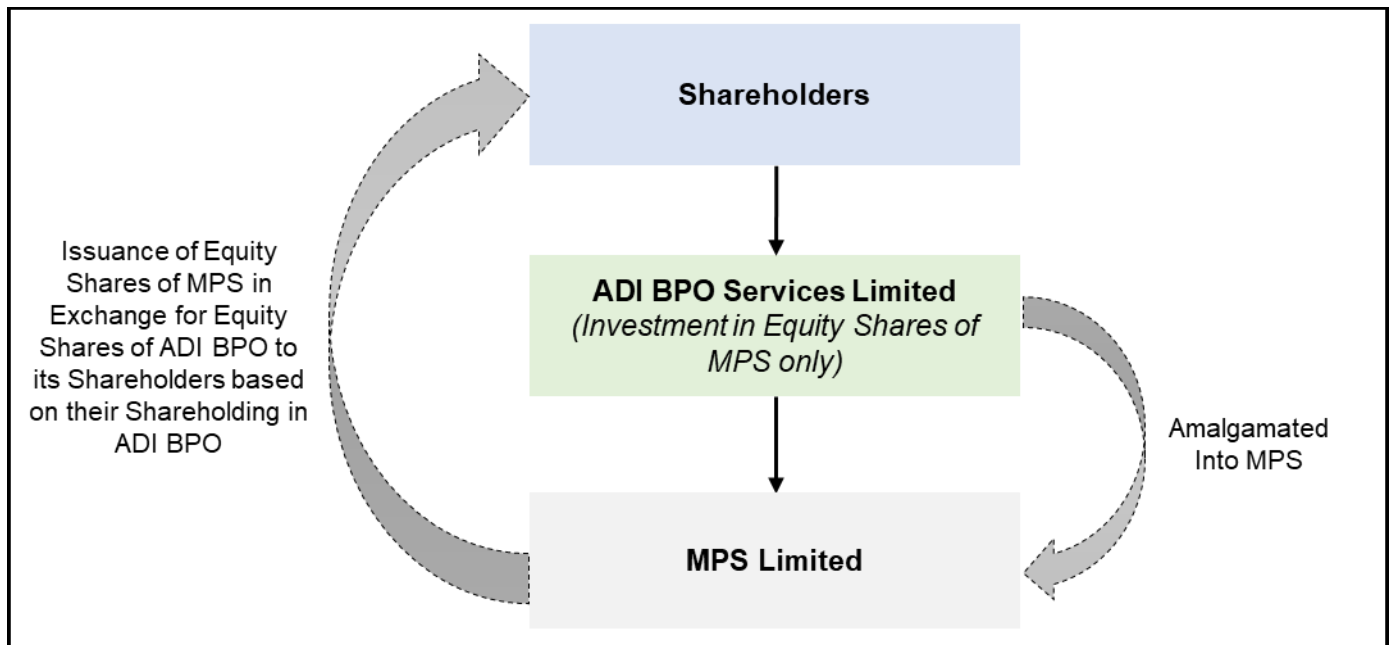 Shareholders
Issuance of Equity
Shares of MPS in
Exchange for Equity
Shares of ADI BPO to
its Shareholders based
on their Shareholding in
ADI BPO
ADI BPO Services Limited
(Investment in Equity Shares of
MPS only)
Amalgamated
Into MPS
MPS Limited